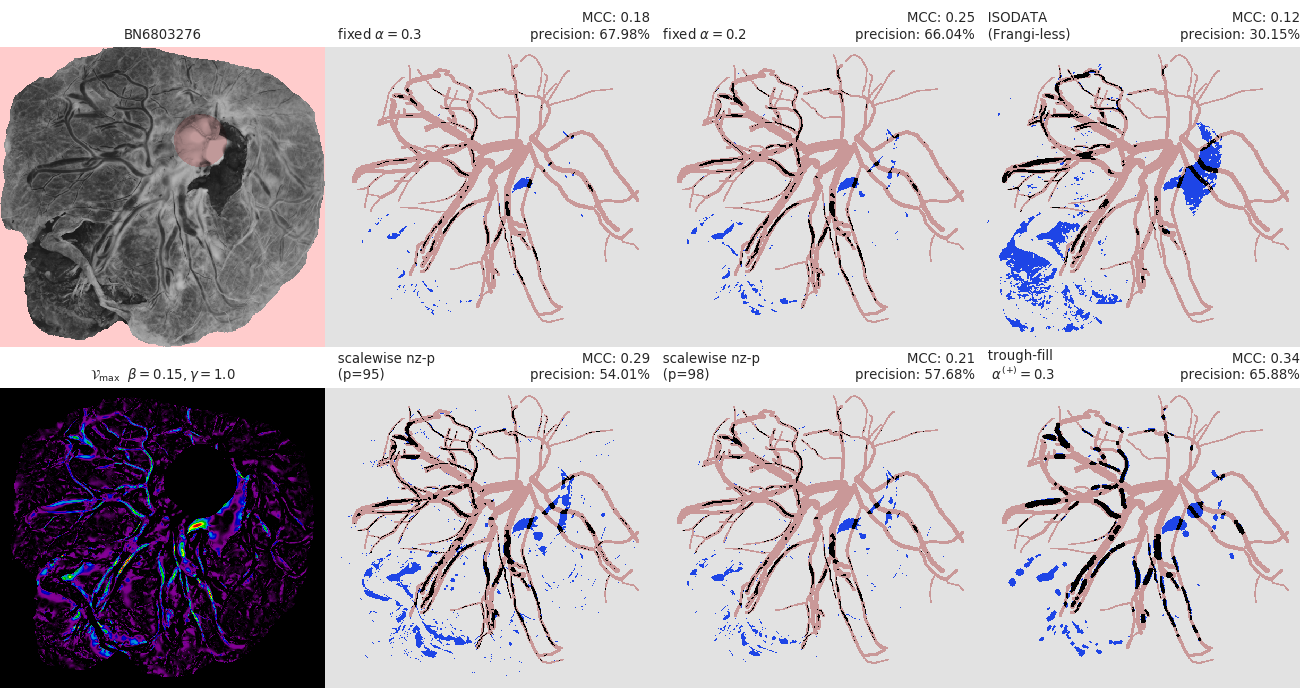 BN6803276
fixed α = 0.3
MCC: 0.18
precision: 67.98%
fixed α = 0.2
MCC: 0.25
precision: 66.04%
ISODATA
(Frangi-less)
MCC: 0.12
precision: 30.15%
𝒱max β = 0.15, γ = 1.0
scalewise nz-p
(p=95)
MCC: 0.29
precision: 54.01%
scalewise nz-p
(p=98)
MCC: 0.21
precision: 57.68%
trough-fill
α(+) = 0.3
MCC: 0.34
precision: 65.88%